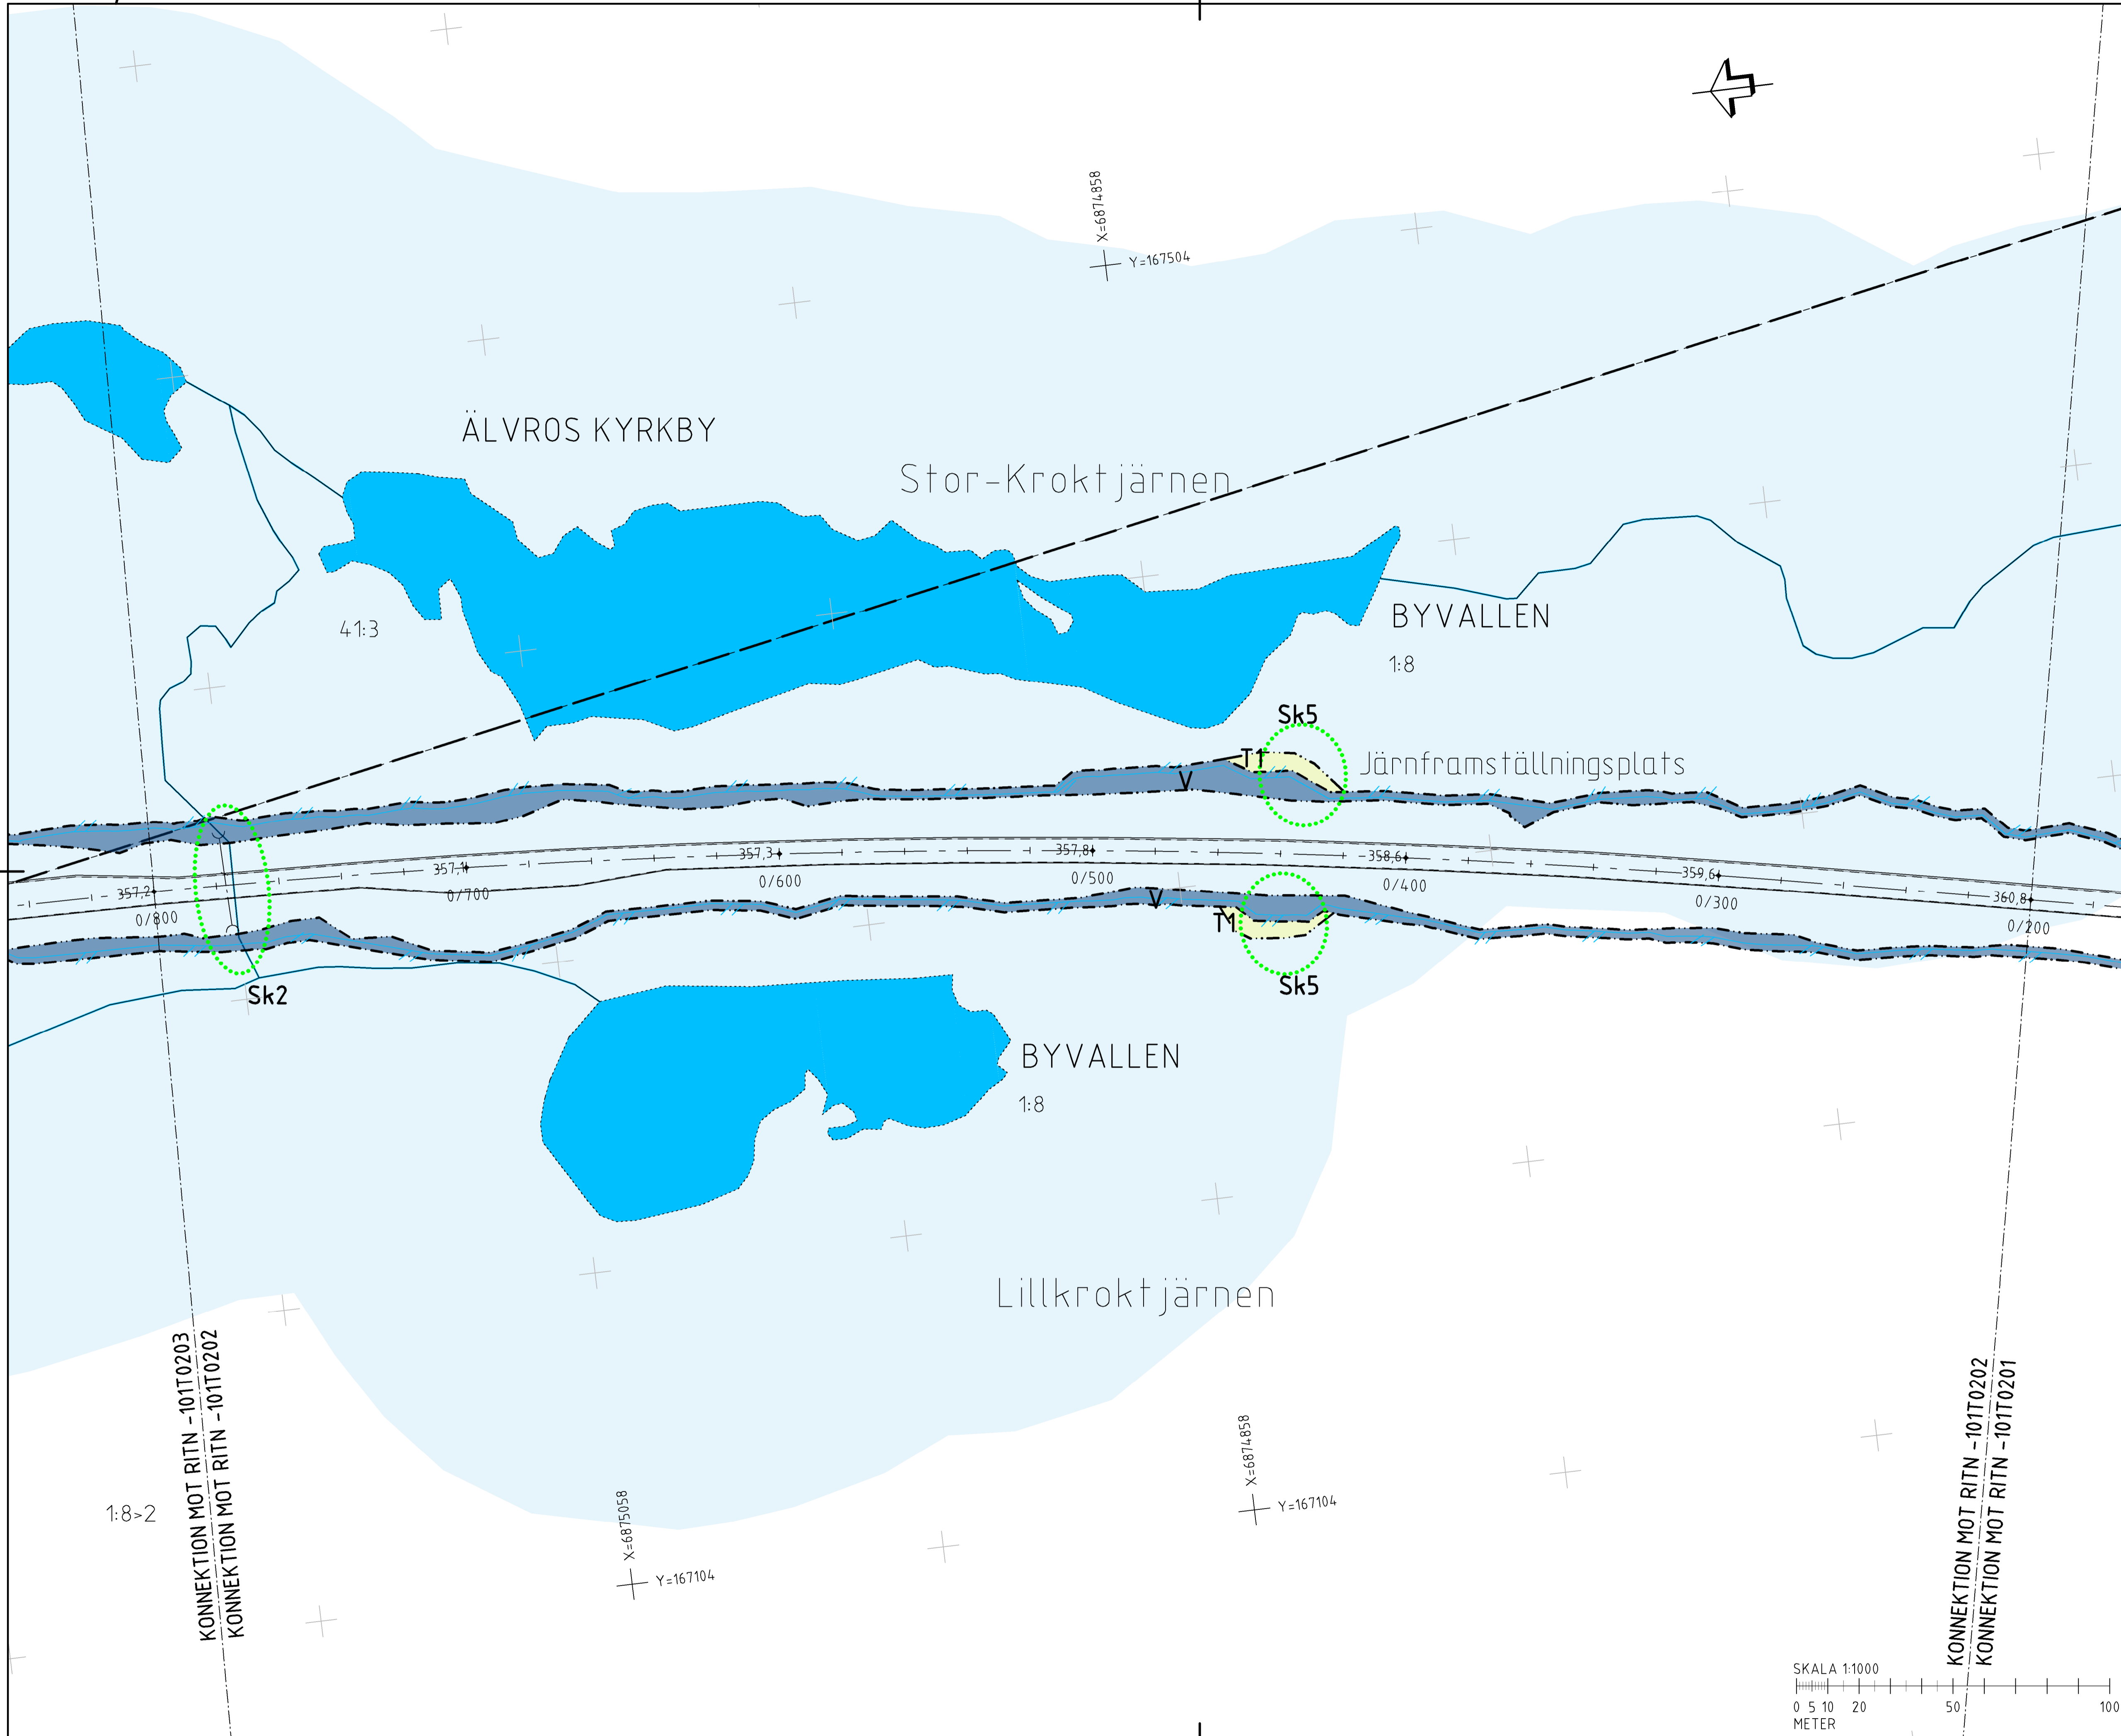 X=6874858
Y=167504
ÄLVROS KYRKBY
Stor-Kroktjärnen
41:3
BYVALLEN
1:8
Sk5
T1
V
Järnframställningsplats
357,2
357,1
357,3
357,8
358,6
359,6
360,8
0/800
0/700
0/600
0/500
0/400
0/300
0/200
V
T1
Sk5
Sk2
BYVALLEN
1:8
Lillkroktjärnen
KONNEKTION MOT RITN -101T0203
KONNEKTION MOT RITN -101T0202
KONNEKTION MOT RITN -101T0202
KONNEKTION MOT RITN -101T0201
1:8>2
X=6875058
Y=167104
X=6874858
Y=167104
SKALA 1:1000
0 5 10 20 50 100
METER